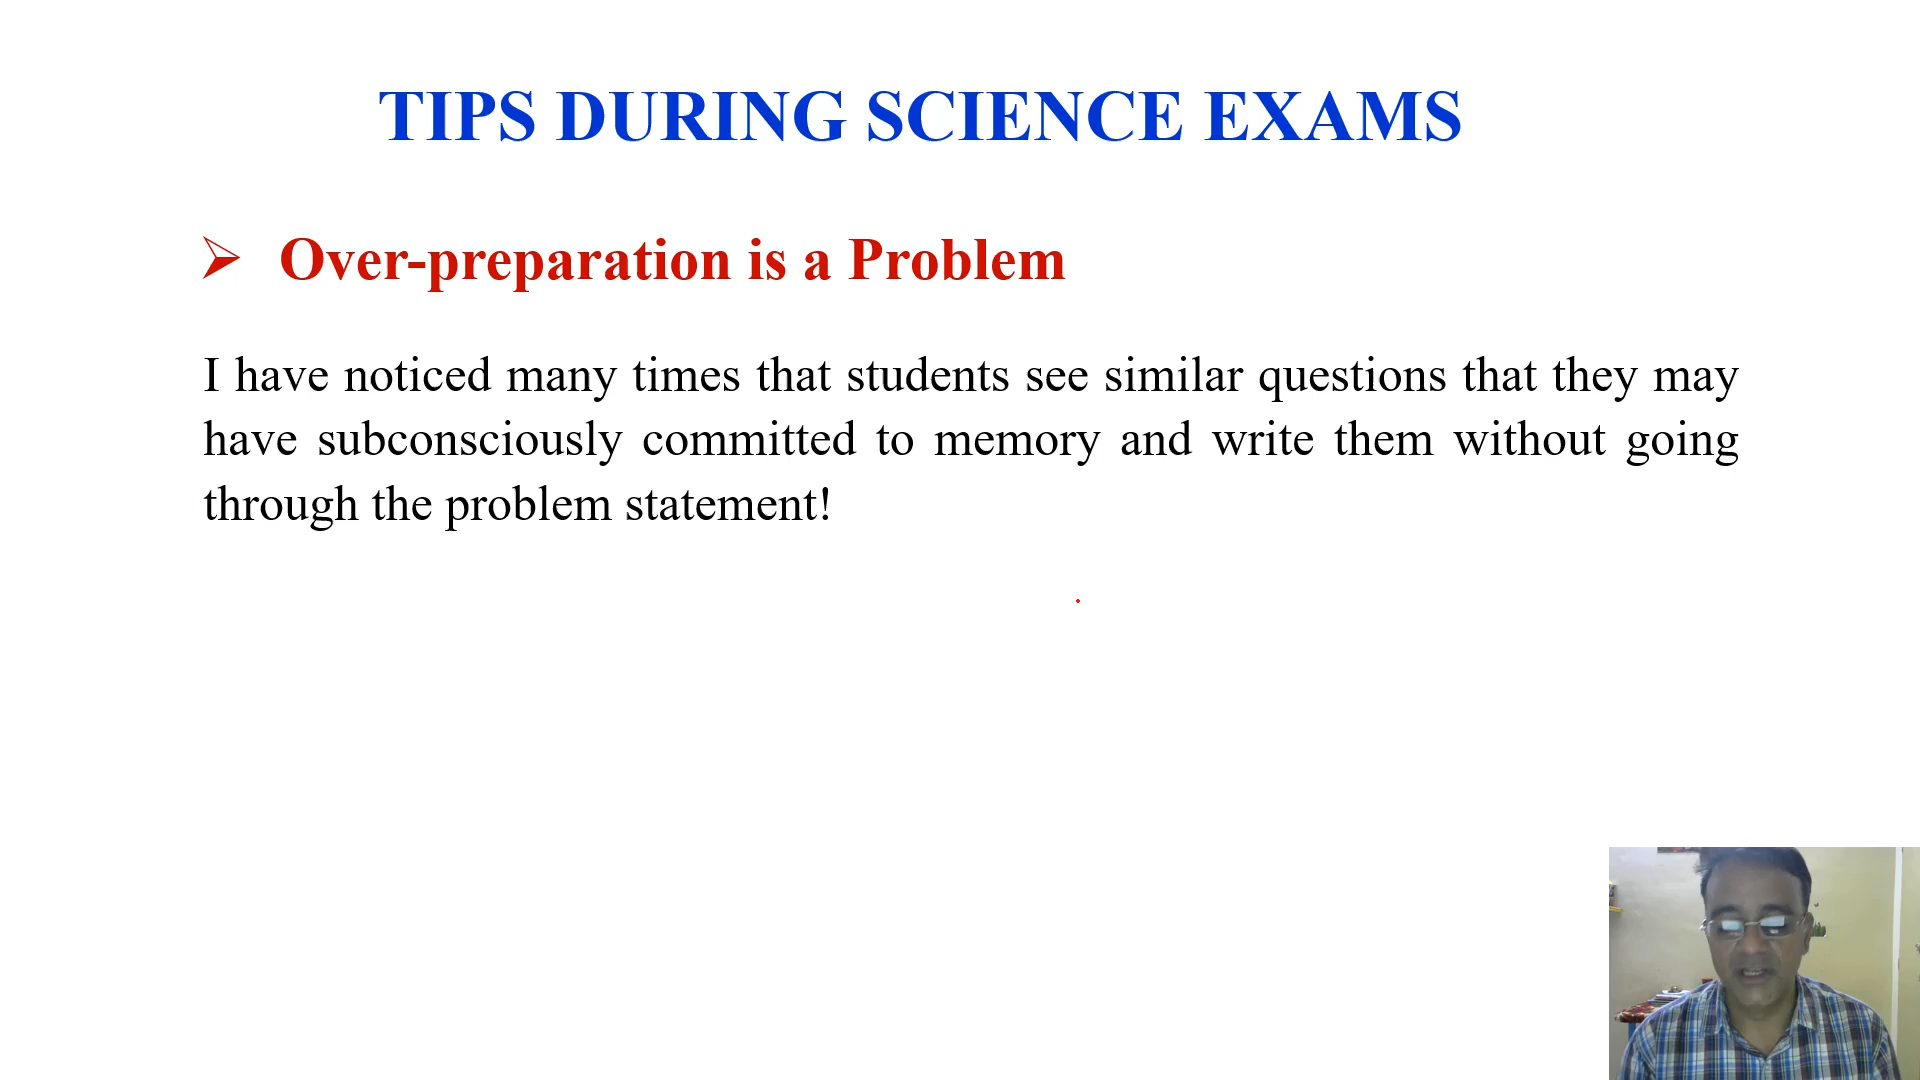 TIPS DURING SCIENCE EXAMS
Over-preparation is a Problem
I have noticed many times that students see similar questions that they may
have subconsciously committed to memory and write them without going
through the problem statement!